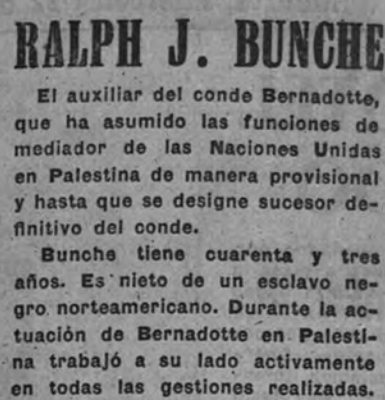 RALPH J. BUNCHE
El auxiliar del conde Bernadotte,
que ha asumido las funciones de
mediador de las Naciones Unidas
en Palestina de manera provisional
y hasta que se designe sucesor de-
finitivo del conde.
Bunche tiene cuarenta y tres
años. Es nieto de un esclavo ne-
gro norteamericano. Durante la ac-
tuación de Bernadotte en Palesti-
na trabajó a su lado activamente
en todas las gestiones realizadas.